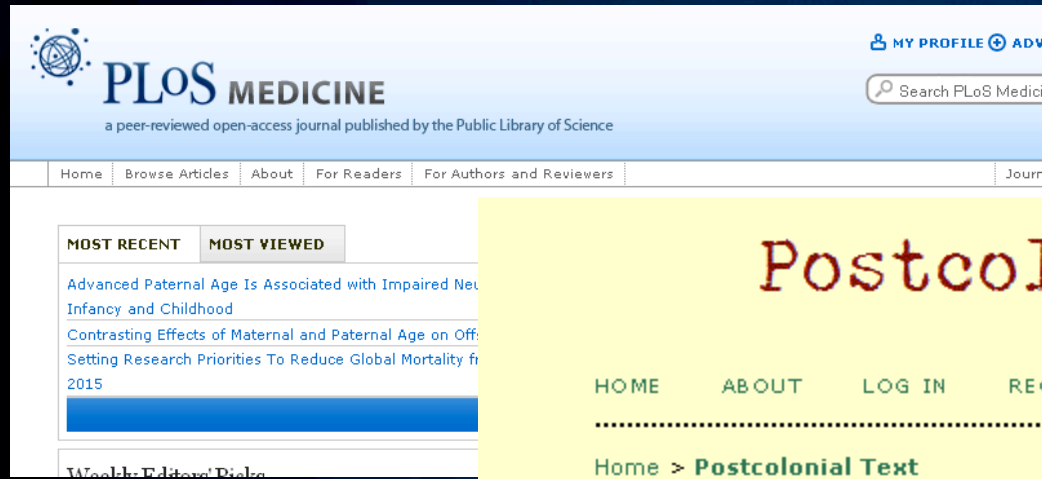 MY PROFILE
PLoS MEDICINE
Search PLoS
a peer-reviewed open-access journal published by the Public Library of Science
Home Browse Articles About For Readers For Authors and Reviewers
MOST RECENT MOST VIEWED
Advanced Paternal Age Is Associated with Impaired
Infancy and Childhood
Contrasting Effects of Maternal and Paternal Age on
Setting Research Priorities To Reduce Global Mortality
2015
HOME ABOUT LOG IN
Home > Postcolonial Text